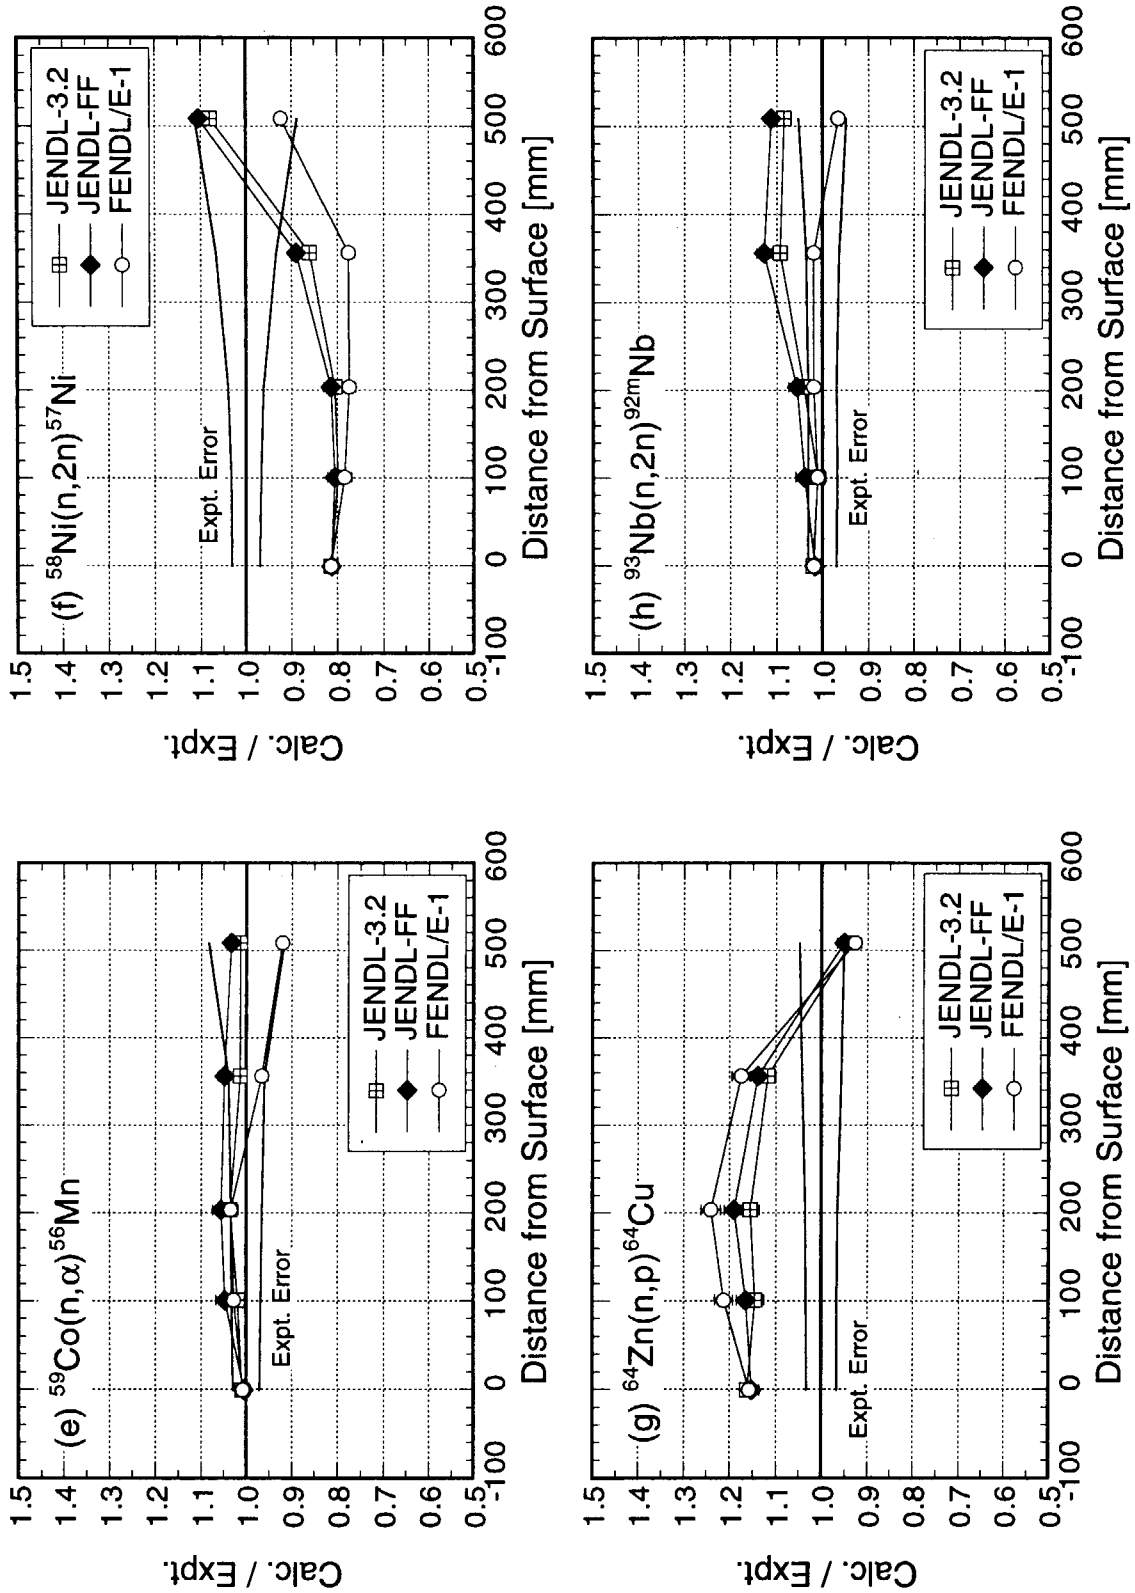 (e) ⁵⁹Co(n,α)⁵⁶Mn
Calc. / Expt.
1.5
1.4
1.3
1.2
1.1
1.0
0.9
0.8
0.7
0.6
0.5
Expt. Error
JENDL-3.2
JENDL-FF
FENDL/E-1
-100 0 100 200 300 400 500 600
Distance from Surface [mm]
(f) ⁵⁸Ni(n,2n)⁵⁷Ni
Calc. / Expt.
1.5
1.4
1.3
1.2
1.1
1.0
0.9
0.8
0.7
0.6
0.5
Expt. Error
JENDL-3.2
JENDL-FF
FENDL/E-1
-100 0 100 200 300 400 500 600
Distance from Surface [mm]
(g) ⁶⁴Zn(n,p)⁶⁴Cu
Calc. / Expt.
1.5
1.4
1.3
1.2
1.1
1.0
0.9
0.8
0.7
0.6
0.5
Expt. Error
JENDL-3.2
JENDL-FF
FENDL/E-1
-100 0 100 200 300 400 500 600
Distance from Surface [mm]
(h) ⁹³Nb(n,2n)⁹²ᵐNb
Calc. / Expt.
1.5
1.4
1.3
1.2
1.1
1.0
0.9
0.8
0.7
0.6
0.5
Expt. Error
JENDL-3.2
JENDL-FF
FENDL/E-1
-100 0 100 200 300 400 500 600
Distance from Surface [mm]